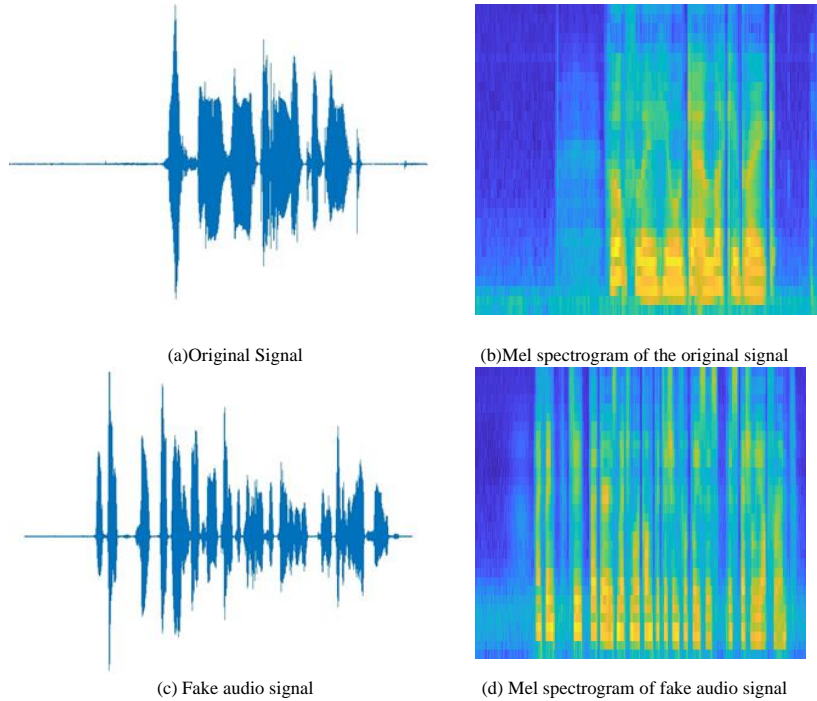 (a)Original Signal
(b)Mel spectrogram of the original signal
(c) Fake audio signal
(d) Mel spectrogram of fake audio signal